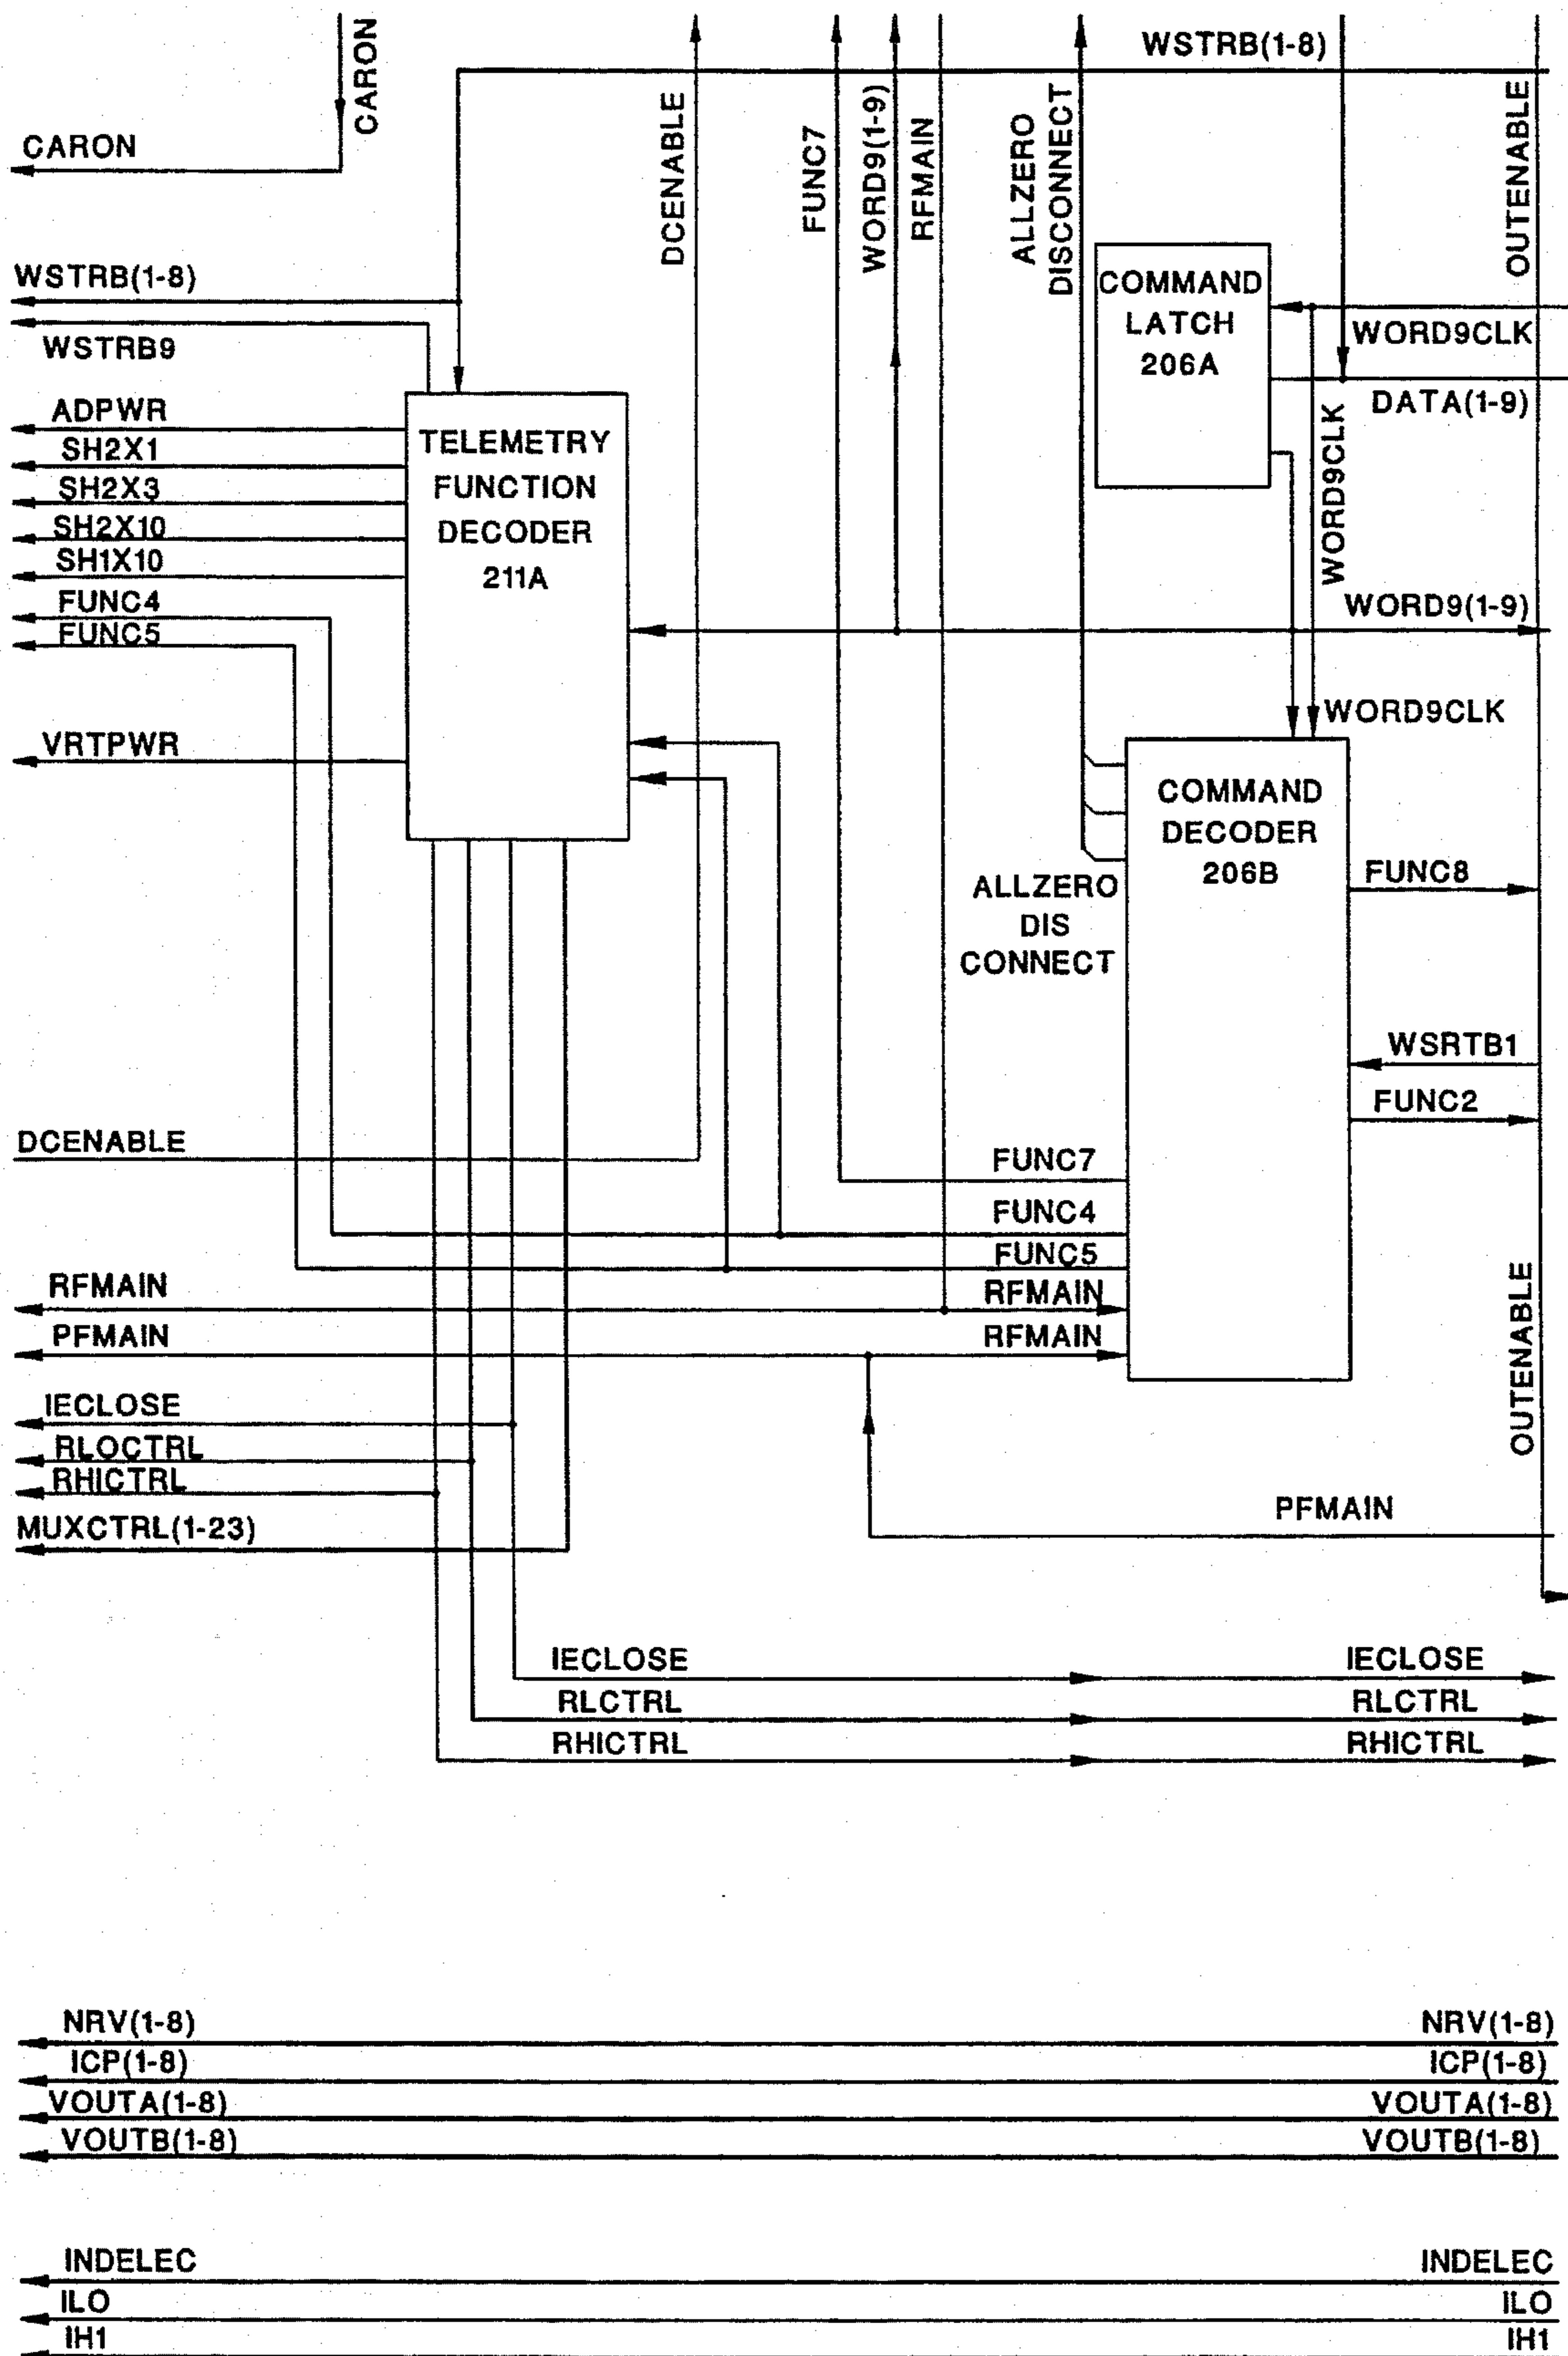 CARON
WSTRB(1-8)
CARON
DCENABLE
FUNC7
WORD9(1-9)
RFMAIN
ALLZERO
DISCONNECT
OUTENABLE
WSTRB(1-8)
WSTRB9
COMMAND
LATCH
206A
WORD9CLK
DATA(1-9)
WORD9CLK
ADPWR
SH2X1
SH2X3
SH2X10
SH1X10
FUNC4
FUNC5
TELEMETRY
FUNCTION
DECODER
211A
WORD9(1-9)
VRTPWR
WORD9CLK
COMMAND
DECODER
206B
ALLZERO
DIS
CONNECT
FUNC8
WSRTB1
FUNC2
DCENABLE
FUNC7
FUNC4
FUNC5
RFMAIN
RFMAIN
PFMAIN
RFMAIN
OUTENABLE
IECLOSE
RLOCTRL
RHICTRL
MUXCTRL(1-23)
PFMAIN
IECLOSE
IECLOSE
RLCTRL
RLCTRL
RHICTRL
RHICTRL
NRV(1-8)
NRV(1-8)
ICP(1-8)
ICP(1-8)
VOUTA(1-8)
VOUTA(1-8)
VOUTB(1-8)
VOUTB(1-8)
INDELEC
INDELEC
ILO
ILO
IH1
IH1